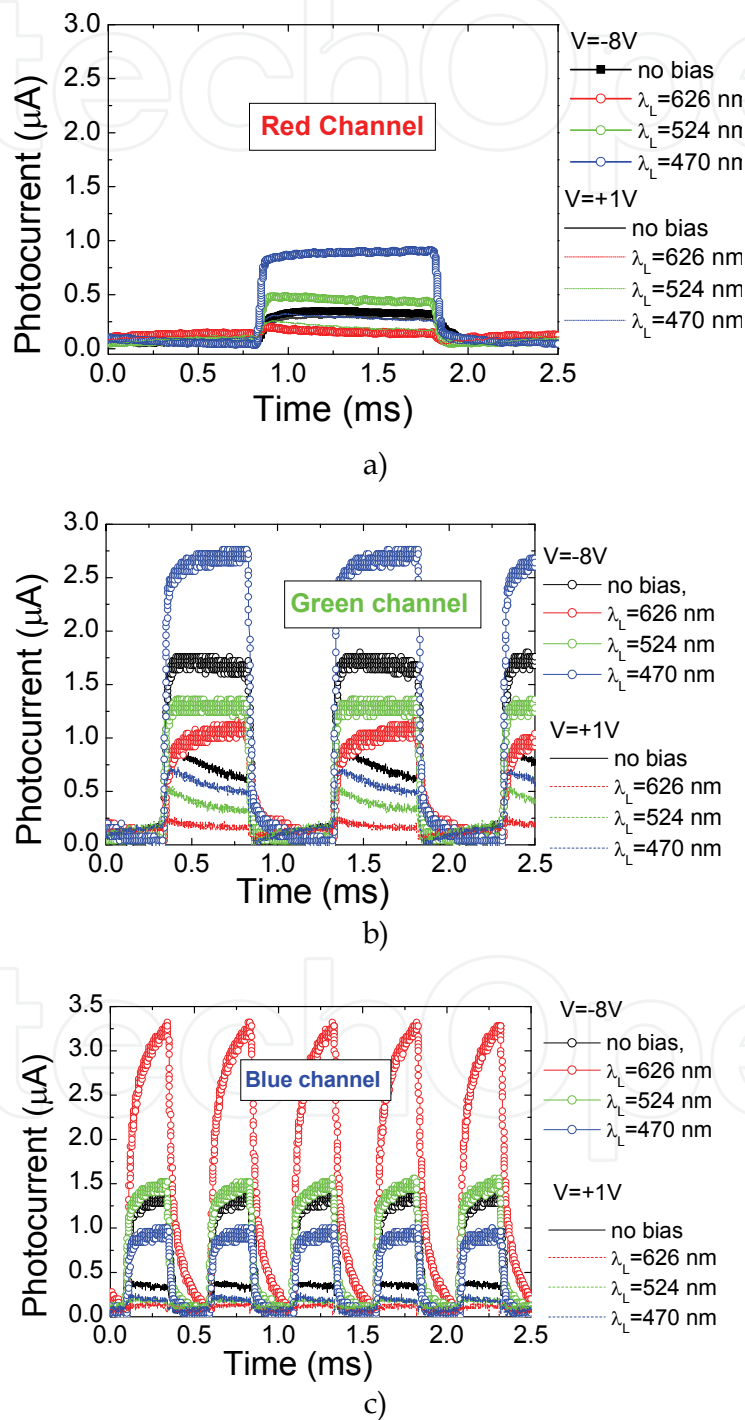 techOpe
3.0
2.5
2.0
1.5
1.0
0.5
0.0
Photocurrent (μA)
Red Channel
0.0 0.5 1.0 1.5 2.0 2.5
Time (ms)
V=-8V
no bias
λL=626 nm
λL=524 nm
λL=470 nm
V=+1V
no bias
λL=626 nm
λL=524 nm
λL=470 nm
a)
3.0
2.5
2.0
1.5
1.0
0.5
0.0
Photocurrent (μA)
Green channel
0.0 0.5 1.0 1.5 2.0 2.5
Time (ms)
V=-8V
no bias,
λL=626 nm
λL=524 nm
λL=470 nm
V=+1V
no bias
λL=626 nm
λL=524 nm
λL=470 nm
b)
techOpe
3.5
3.0
2.5
2.0
1.5
1.0
0.5
0.0
Photocurrent (μA)
Blue channel
0.0 0.5 1.0 1.5 2.0 2.5
Time (ms)
V=-8V
no bias,
λL=626 nm
λL=524 nm
λL=470 nm
V=+1V
no bias
λL=626 nm
λL=524 nm
λL=470 nm
c)